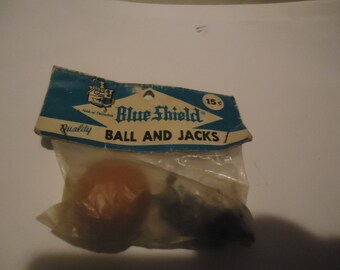 Blue Shield®
15¢
Quality
BALL AND JACKS